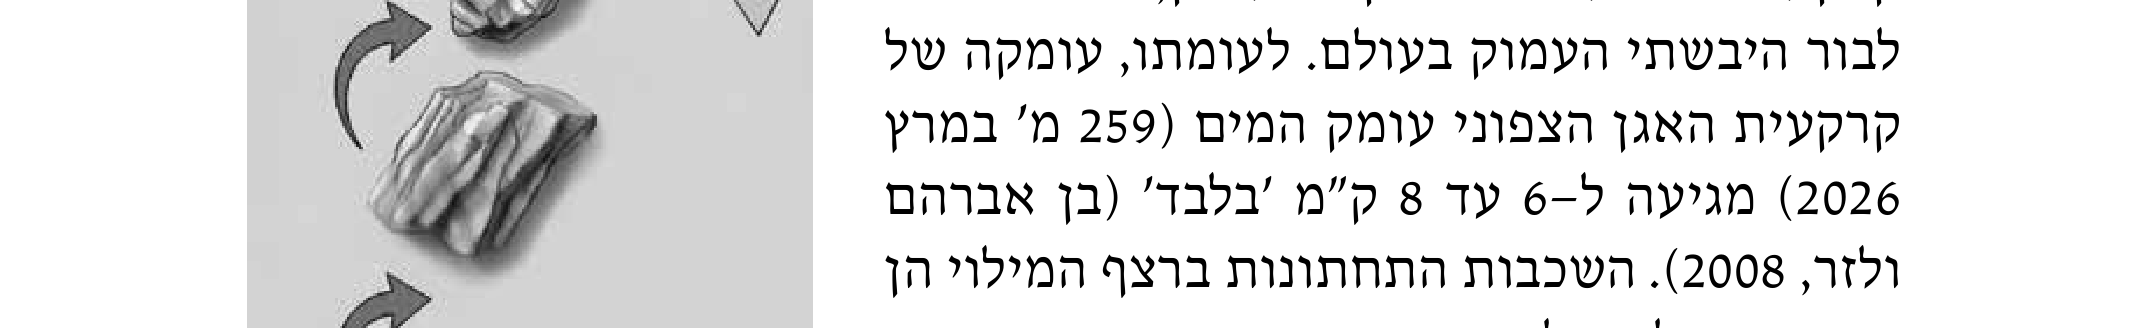 לבור היבשתי העמוק בעולם. לעומתו, עומקה של
קרקעית האגן הצפוני עומק המים (259 מ' במרץ
2026) מגיעה ל–6 עד 8 ק"מ 'בלבד' (בן אברהם
ולזר, 2008). השכבות התחתונות ברצף המילוי הן